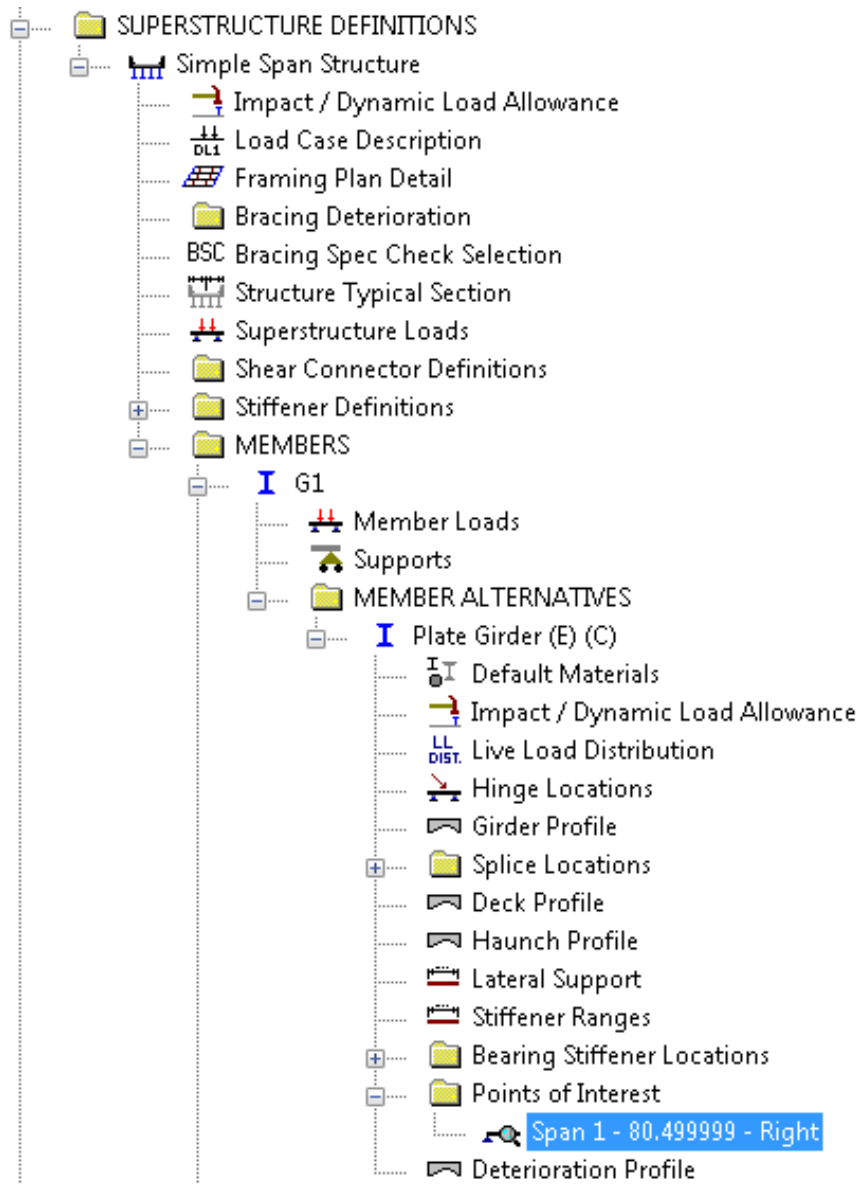 SUPERSTRUCTURE DEFINITIONS
Simple Span Structure
Impact / Dynamic Load Allowance
DL1 Load Case Description
Framing Plan Detail
Bracing Deterioration
BSC Bracing Spec Check Selection
Structure Typical Section
Superstructure Loads
Shear Connector Definitions
Stiffener Definitions
MEMBERS
G1
Member Loads
Supports
MEMBER ALTERNATIVES
Plate Girder (E) (C)
Default Materials
Impact / Dynamic Load Allowance
LL DIST. Live Load Distribution
Hinge Locations
Girder Profile
Splice Locations
Deck Profile
Haunch Profile
Lateral Support
Stiffener Ranges
Bearing Stiffener Locations
Points of Interest
Span 1 - 80.499999 - Right
Deterioration Profile